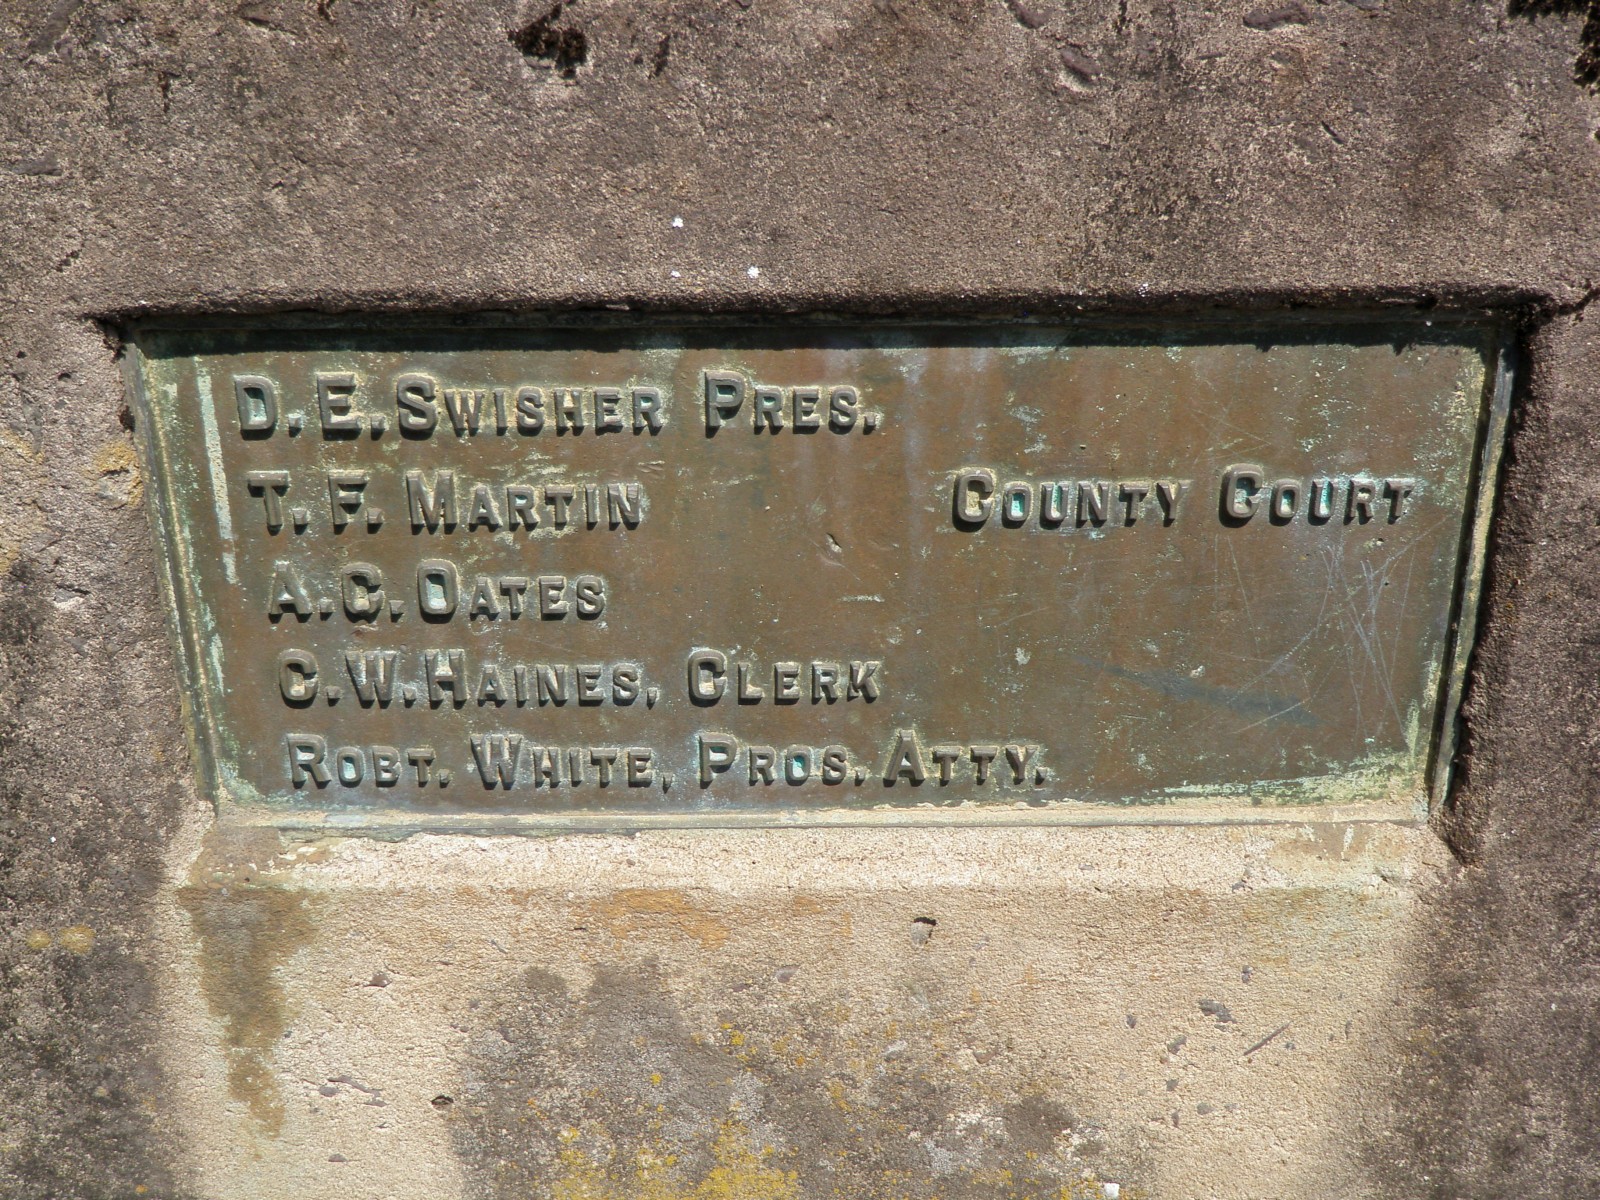 D. E. Swisher Pres.
T. F. Martin County Court
A. C. Oates
C. W. Haines, Clerk
Robt. White, Pros. Atty.